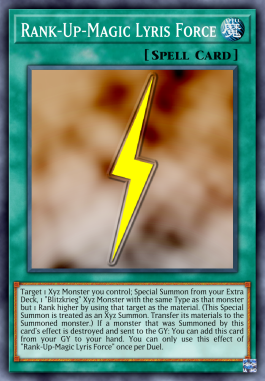 Rank-Up-Magic Lyris Force
[Spell Card]
Target 1 Xyz Monster you control; Special Summon from your Extra
Deck, 1 "Blitzkrieg" Xyz Monster with the same Type as that monster
but 1 Rank higher by using that target as the material. (This Special
Summon is treated as an Xyz Summon. Transfer its materials to the
Summoned monster.) If a monster that was Summoned by this
card's effect is destroyed and sent to the GY: You can add this card
from your GY to your hand. You can only use this effect of
"Rank-Up-Magic Lyris Force" once per Duel.